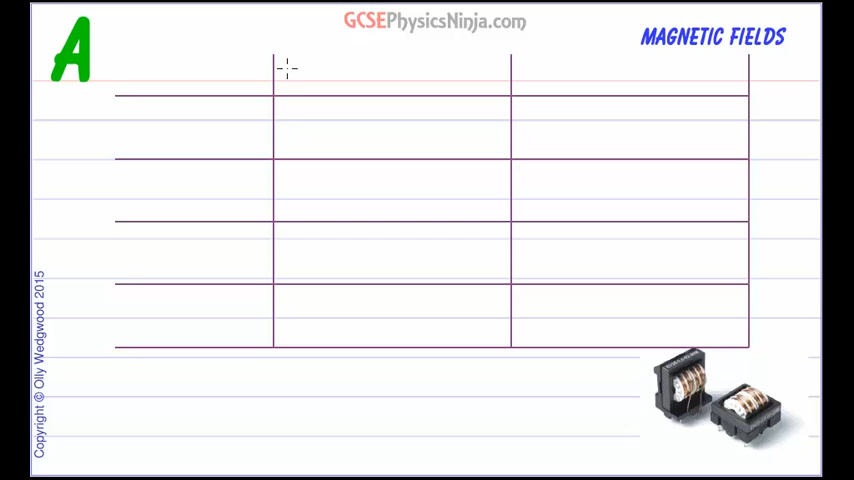 GCSEPhysicsNinja.com
MAGNETIC FIELDS
A
Copyright © Olly Wedgwood 2015